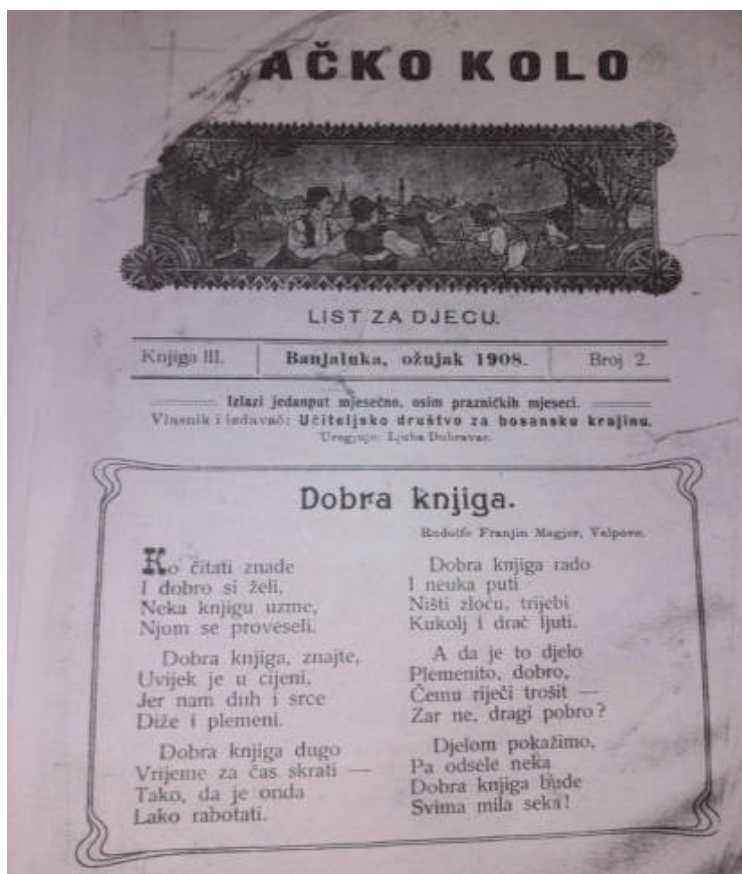 AČKO KOLO
LIST ZA DJECU.
Knjiga III. Banjaluka, ožujak 1908. Broj 2.
Izlazi jedanput mjesečno, osim prazničkih mjeseci.
Vlasnik i izdavač: Učiteljsko društvo za bosansku krajinu.
Uregjuje: Ljuba Dubravac.
Dobra knjiga.
Rudolfo Franjin Magjer, Valpovo.
Ko čitati znade
I dobro si želi,
Neka knjigu uzme,
Njom se proveseli.
Dobra knjiga, znajte,
Uvijek je u cijeni,
Jer nam duh i srce
Diže i plemeni.
Dobra knjiga dugo
Vrijeme za čas skrati —
Tako, da je onda
Lako rabotati.
Dobra knjiga rado
I neuka puti
Ništi zloću, trijebi
Kukolj i drač ljuti.
A da je to djelo
Plemenito, dobro,
Čemu riječi trošit —
Zar ne, dragi pobro?
Djelom pokažimo,
Pa odsele neka
Dobra knjiga bude
Svima mila seka!